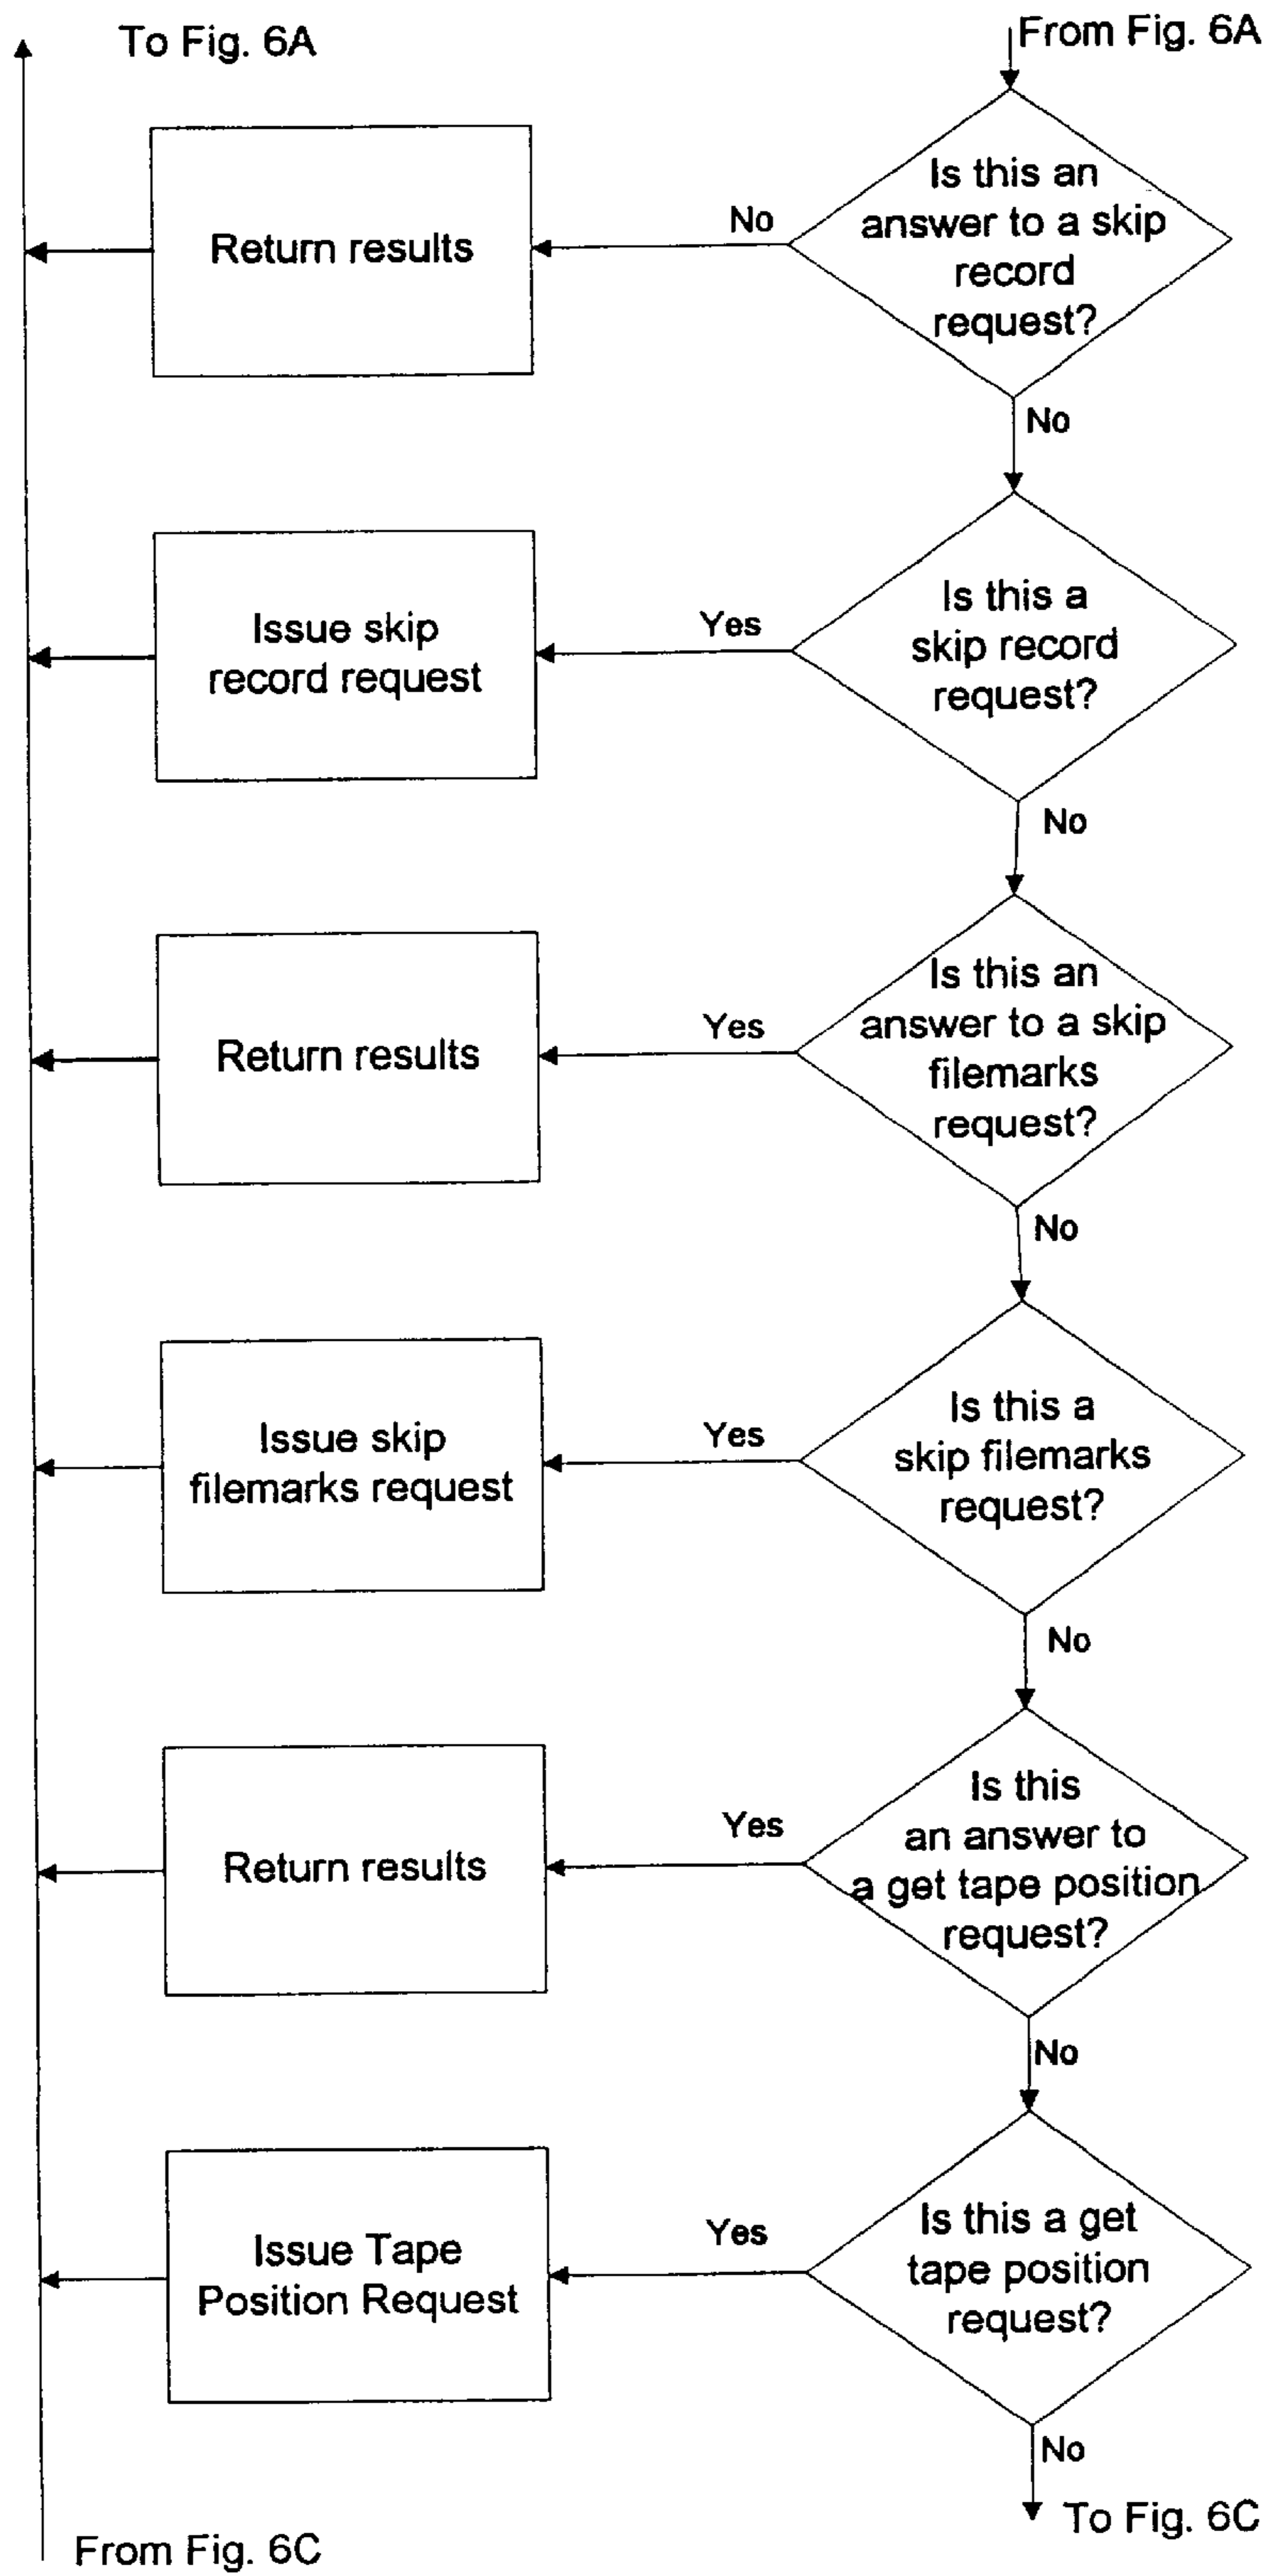 To Fig. 6A
From Fig. 6A
Is this an
answer to a skip
record
request?
No
Return results
No
Is this a
skip record
request?
Yes
Issue skip
record request
No
Is this an
answer to a skip
filemarks
request?
Yes
Return results
No
Is this a
skip filemarks
request?
Yes
Issue skip
filemarks request
No
Is this
an answer to
a get tape position
request?
Yes
Return results
No
Is this a get
tape position
request?
Yes
Issue Tape
Position Request
No
To Fig. 6C
From Fig. 6C